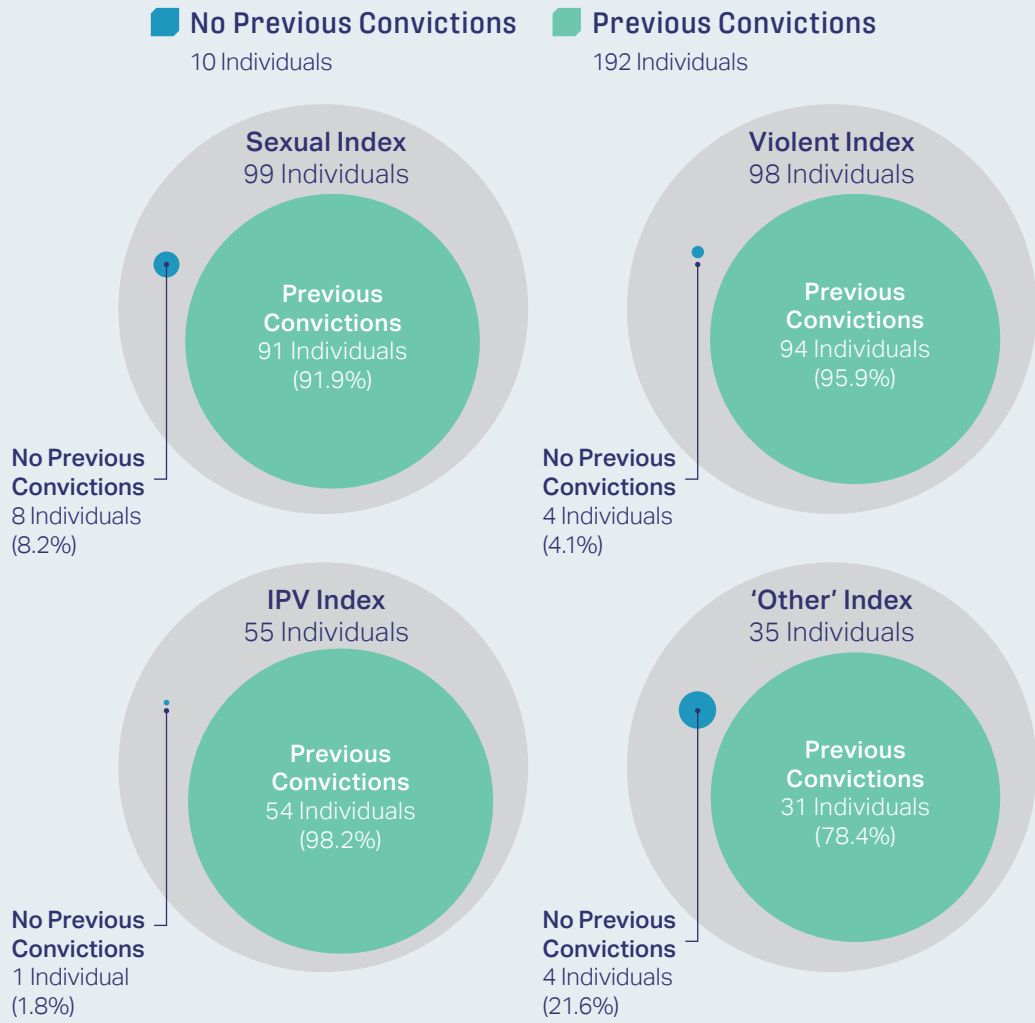 No Previous Convictions
10 Individuals
Previous Convictions
192 Individuals
Sexual Index
99 Individuals
Previous
Convictions
91 Individuals
(91.9%)
No Previous
Convictions
8 Individuals
(8.2%)
Violent Index
98 Individuals
Previous
Convictions
94 Individuals
(95.9%)
No Previous
Convictions
4 Individuals
(4.1%)
IPV Index
55 Individuals
Previous
Convictions
54 Individuals
(98.2%)
No Previous
Convictions
1 Individual
(1.8%)
‘Other’ Index
35 Individuals
Previous
Convictions
31 Individuals
(78.4%)
No Previous
Convictions
4 Individuals
(21.6%)